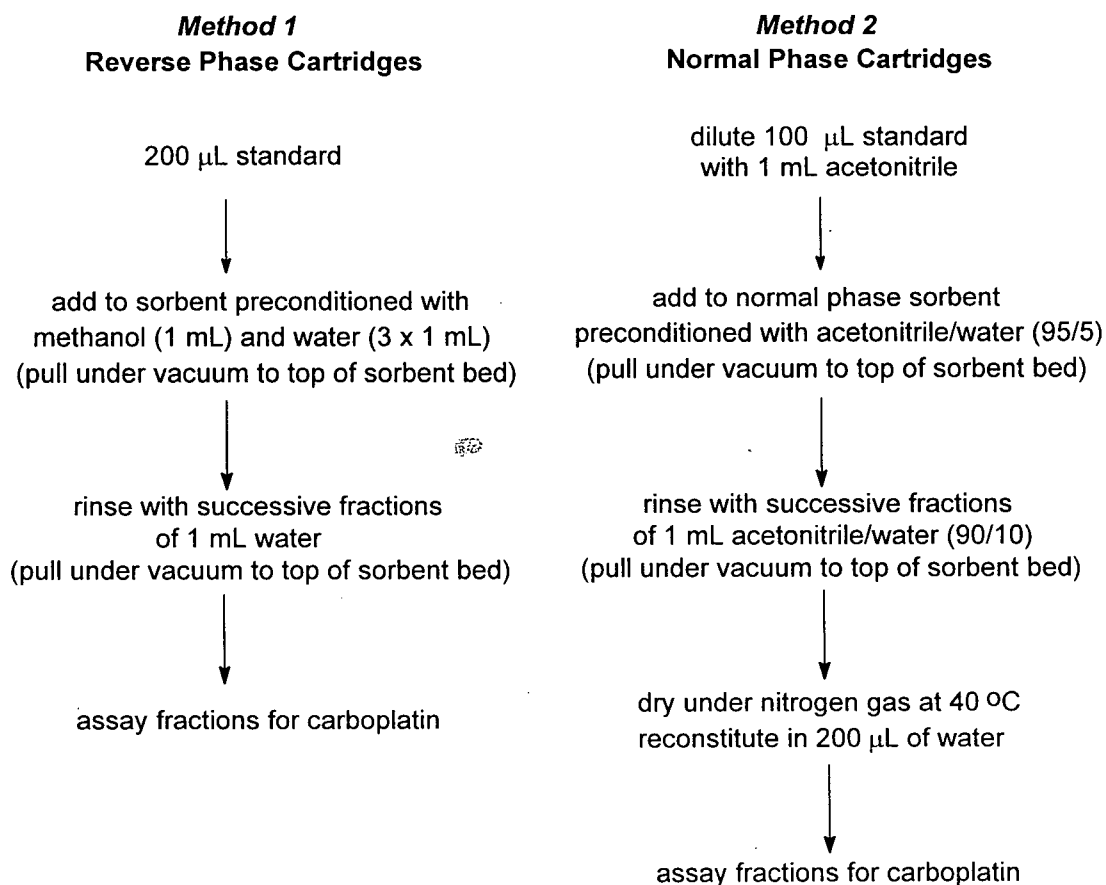 Method 1
Reverse Phase Cartridges
200 μL standard
add to sorbent preconditioned with
methanol (1 mL) and water (3 x 1 mL)
(pull under vacuum to top of sorbent bed)
rinse with successive fractions
of 1 mL water
(pull under vacuum to top of sorbent bed)
assay fractions for carboplatin
Method 2
Normal Phase Cartridges
dilute 100 μL standard
with 1 mL acetonitrile
add to normal phase sorbent
preconditioned with acetonitrile/water (95/5)
(pull under vacuum to top of sorbent bed)
rinse with successive fractions
of 1 mL acetonitrile/water (90/10)
(pull under vacuum to top of sorbent bed)
dry under nitrogen gas at 40 ºC
reconstitute in 200 μL of water
assay fractions for carboplatin